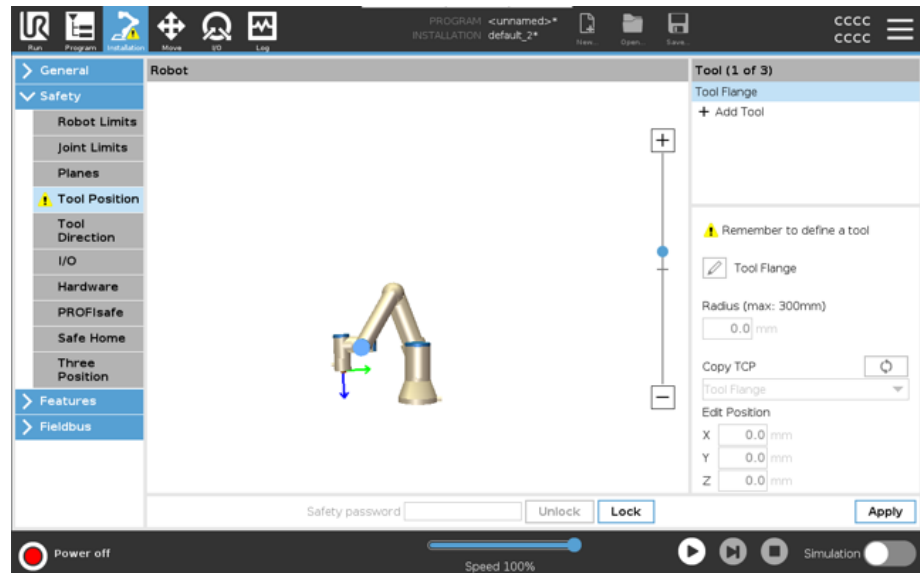 PROGRAM <unnamed>*
INSTALLATION default_2*
UR
Run
Program
Installation
Move
I/O
Log
New...
Open...
Save...
CCCC
CCCC
General
Safety
Robot Limits
Joint Limits
Planes
Tool Position
Tool
Direction
I/O
Hardware
PROFIsafe
Safe Home
Three
Position
Features
Fieldbus
Robot
+
−
Tool (1 of 3)
Tool Flange
+ Add Tool
Remember to define a tool
Tool Flange
Radius (max: 300mm)
0.0 mm
Copy TCP
Tool Flange
Edit Position
X 0.0 mm
Y 0.0 mm
Z 0.0 mm
Safety password
Unlock
Lock
Apply
Power off
Speed 100%
Simulation